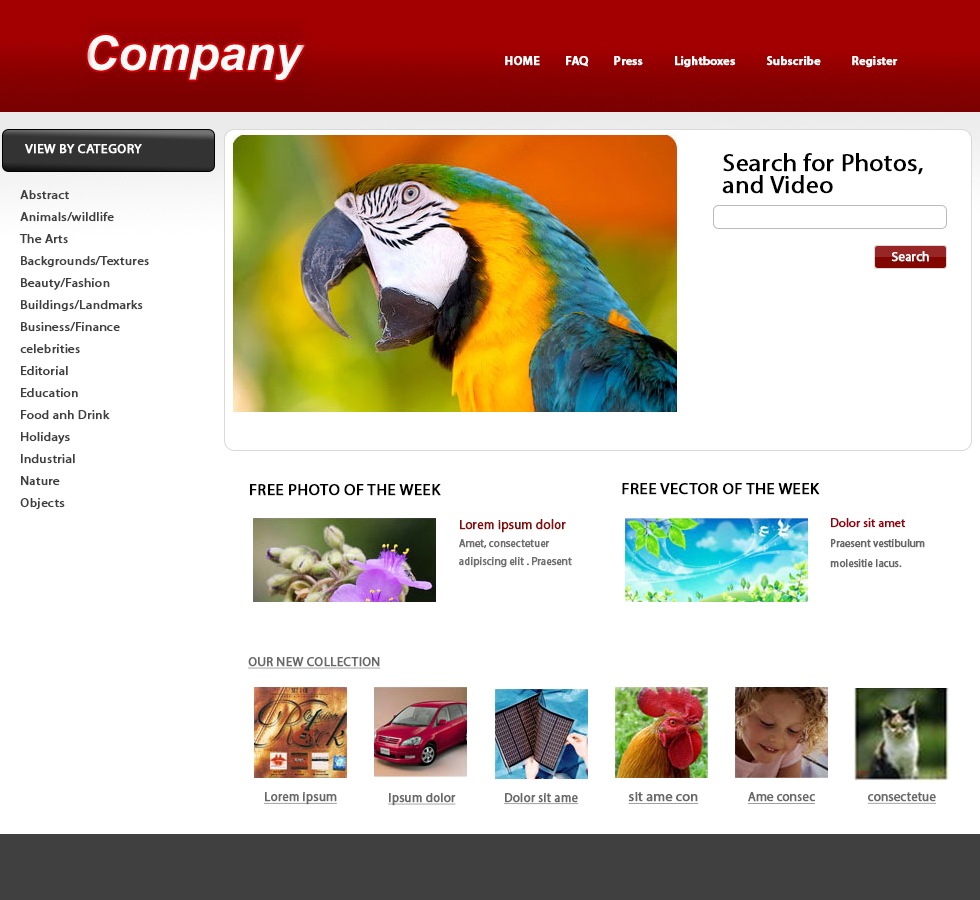 Company
HOME FAQ Press Lightboxes Subscribe Register
VIEW BY CATEGORY
Abstract
Animals/wildlife
The Arts
Backgrounds/Textures
Beauty/Fashion
Buildings/Landmarks
Business/Finance
celebrities
Editorial
Education
Food anh Drink
Holidays
Industrial
Nature
Objects
Search for Photos,
and Video
Search
FREE PHOTO OF THE WEEK
Lorem ipsum dolor
Amet, consectetuer
adipiscing elit . Praesent
FREE VECTOR OF THE WEEK
Dolor sit amet
Praesent vestibulum
molesitie lacus.
OUR NEW COLLECTION
Rock
Lorem ipsum
Ipsum dolor
Dolor sit ame
sit ame con
Ame consec
consectetue